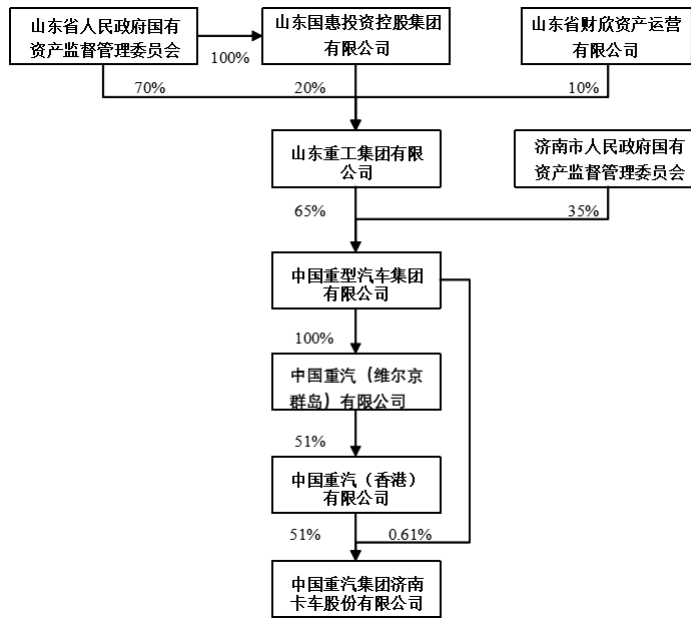 山东省人民政府国有
资产监督管理委员会
100%
山东国惠投资控股集团
有限公司
山东省财欣资产运营
有限公司
70%
20%
10%
山东重工集团有限
公司
济南市人民政府国有
资产监督管理委员会
65%
35%
中国重型汽车集团
有限公司
100%
中国重汽（维尔京
群岛）有限公司
51%
中国重汽（香港）
有限公司
51%
0.61%
中国重汽集团济南
卡车股份有限公司